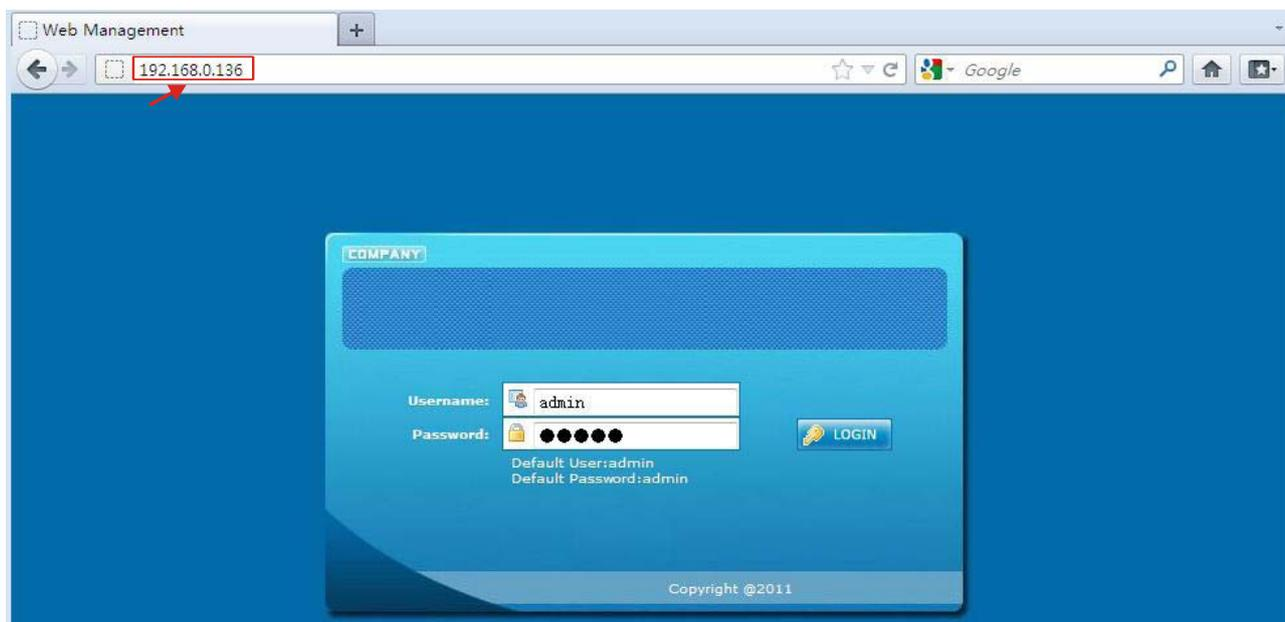 Web Management
192.168.0.136
Google
COMPANY
Username: admin
Password: ●●●●●
LOGIN
Default User:admin
Default Password:admin
Copyright @2011